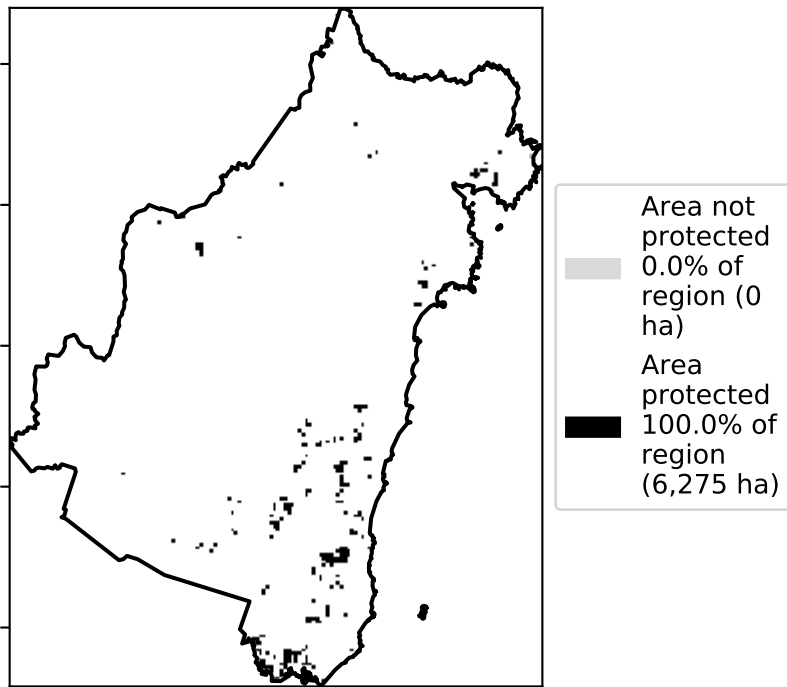 Area not
protected
0.0% of
region (0
ha)
Area
protected
100.0% of
region
(6,275 ha)